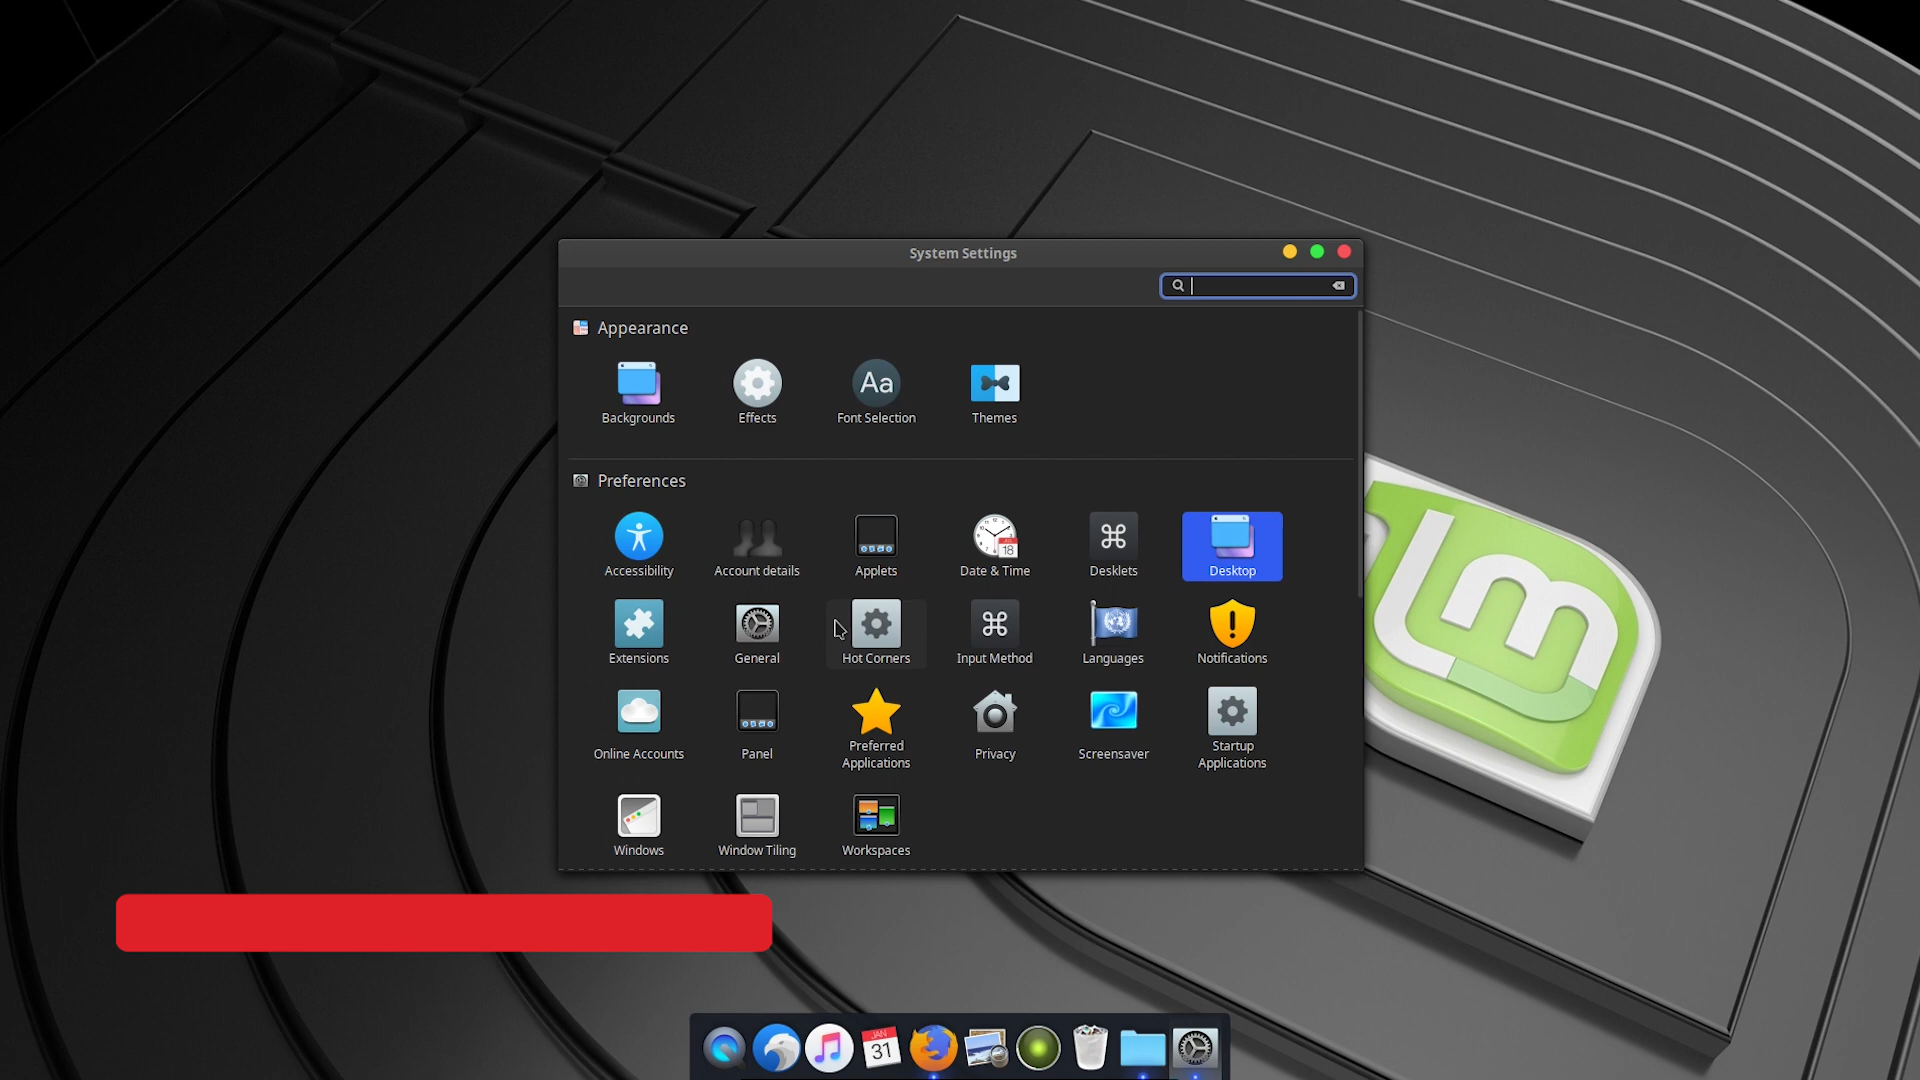 System Settings
Appearance
Backgrounds
Effects
Aa
Font Selection
Themes
Preferences
Accessibility
Account details
Applets
18
Date & Time
Desklets
Desktop
Extensions
General
Hot Corners
Input Method
Languages
Notifications
Online Accounts
Panel
Preferred
Applications
Privacy
Screensaver
Startup
Applications
Windows
Window Tiling
Workspaces
JAN
31